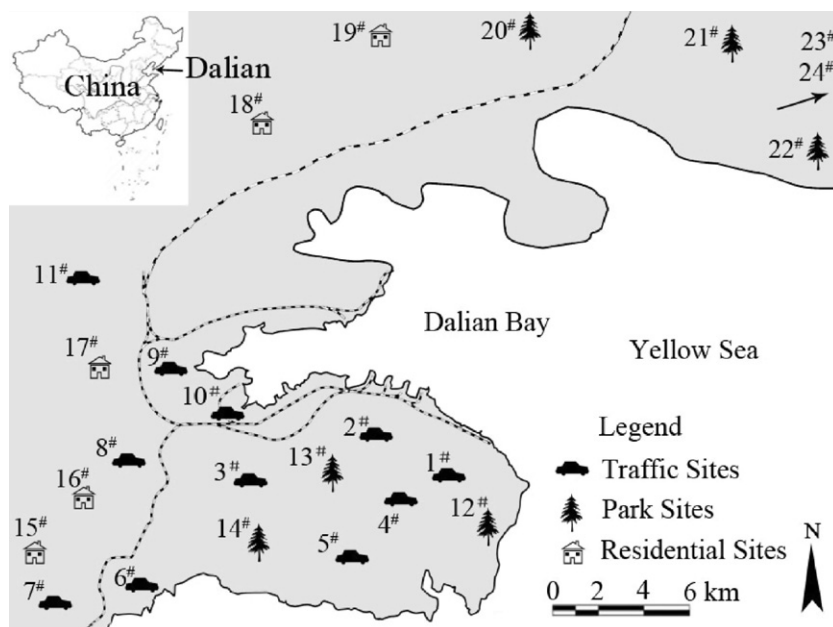 China
Dalian
19#
20#
21#
23#
24#
18#
22#
11#
Dalian Bay
Yellow Sea
17#
9#
10#
2#
8#
3#
13#
1#
16#
4#
12#
14#
15#
5#
7#
6#
Legend
Traffic Sites
Park Sites
Residential Sites
N
0 2 4 6 km